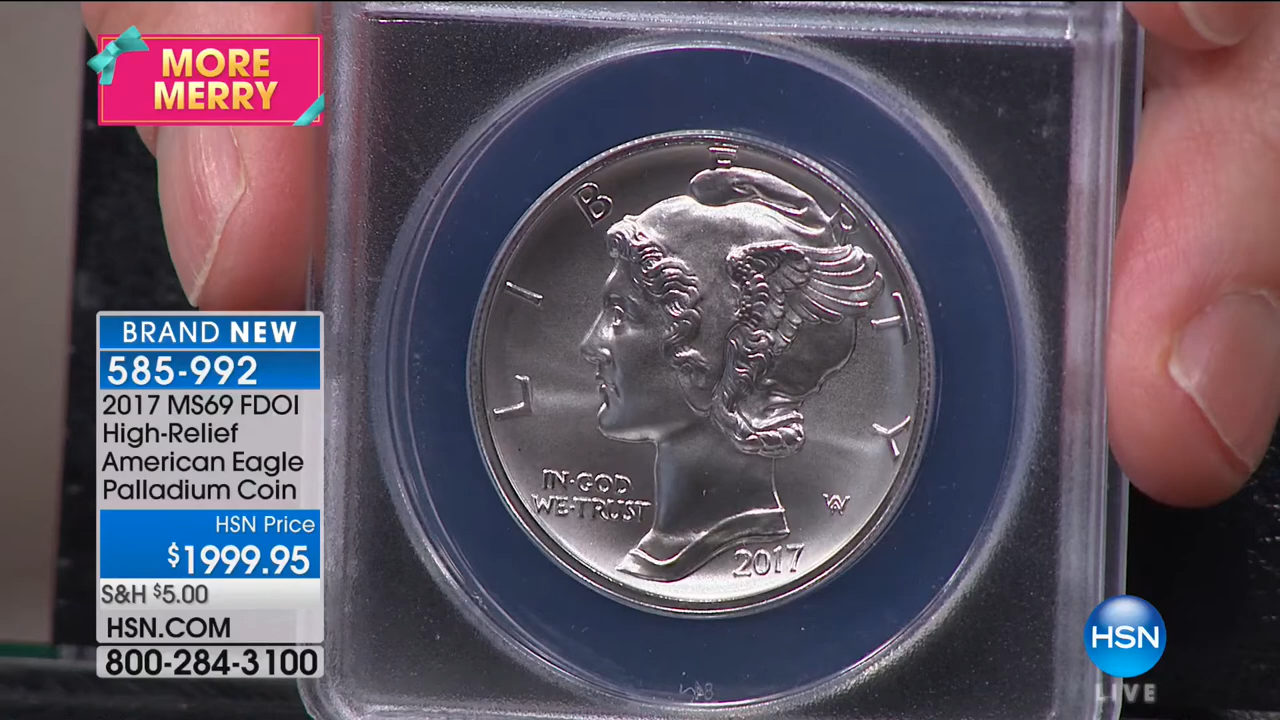 MORE
MERRY
BRAND NEW
585-992
2017 MS69 FDOI
High-Relief
American Eagle
Palladium Coin
HSN Price
$1999.95
S&H $5.00
HSN.COM
800-284-3100
LIBERTY
IN·GOD
WE·TRUST
2017
HSN
LIVE